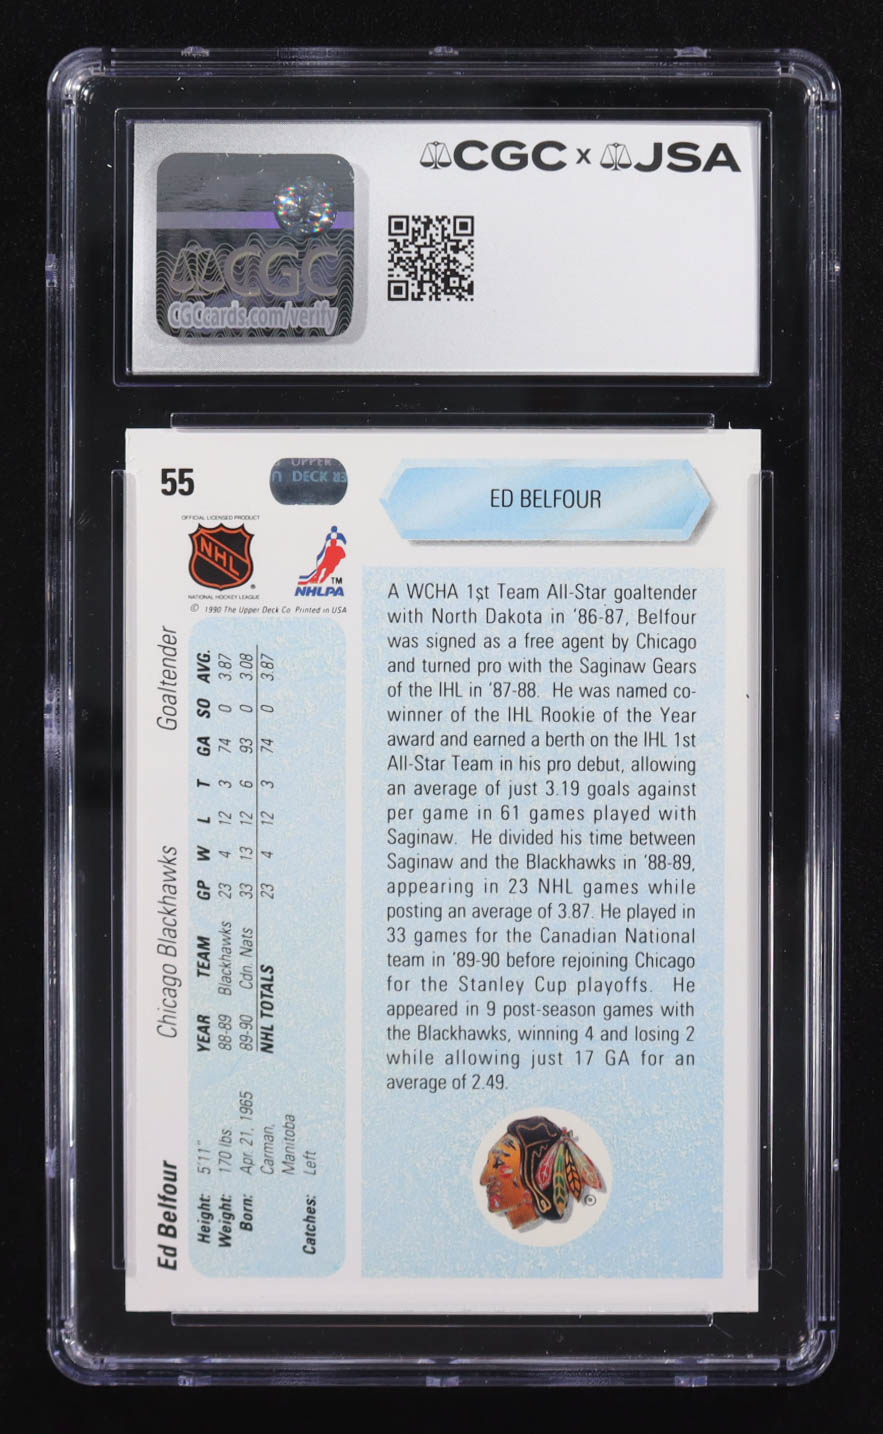 CGC x JSA
CGC
CGCcards.com/verify
55
UPPER
DECK
ED BELFOUR
OFFICIAL LICENSED PRODUCT
NHL
®
NATIONAL HOCKEY LEAGUE
TM
NHLPA
© 1990 The Upper Deck Co. Printed in USA
A WCHA 1st Team All-Star goaltender
with North Dakota in '86-87, Belfour
was signed as a free agent by Chicago
and turned pro with the Saginaw Gears
of the IHL in '87-88. He was named co-
winner of the IHL Rookie of the Year
award and earned a berth on the IHL 1st
All-Star Team in his pro debut, allowing
an average of just 3.19 goals against
per game in 61 games played with
Saginaw. He divided his time between
Saginaw and the Blackhawks in '88-89,
appearing in 23 NHL games while
posting an average of 3.87. He played in
33 games for the Canadian National
team in '89-90 before rejoining Chicago
for the Stanley Cup playoffs. He
appeared in 9 post-season games with
the Blackhawks, winning 4 and losing 2
while allowing just 17 GA for an
average of 2.49.
®
Ed Belfour Chicago Blackhawks Goaltender
Height: 5'11"
Weight: 170 lbs.
Born: Apr. 21, 1965
Carman,
Manitoba
Catches: Left
YEAR TEAM GP W L T GA SO AVG.
88-89 Blackhawks 23 4 12 3 74 0 3.87
89-90 Cdn. Nats 33 13 12 6 93 0 3.08
NHL TOTALS 23 4 12 3 74 0 3.87